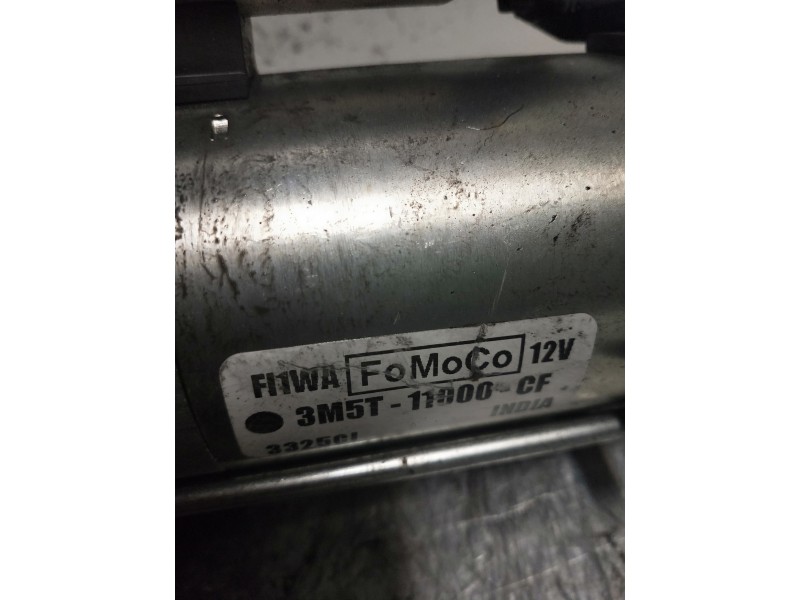 FI1WA FoMoCo 12V
3M5T-11000-CF
INDIA